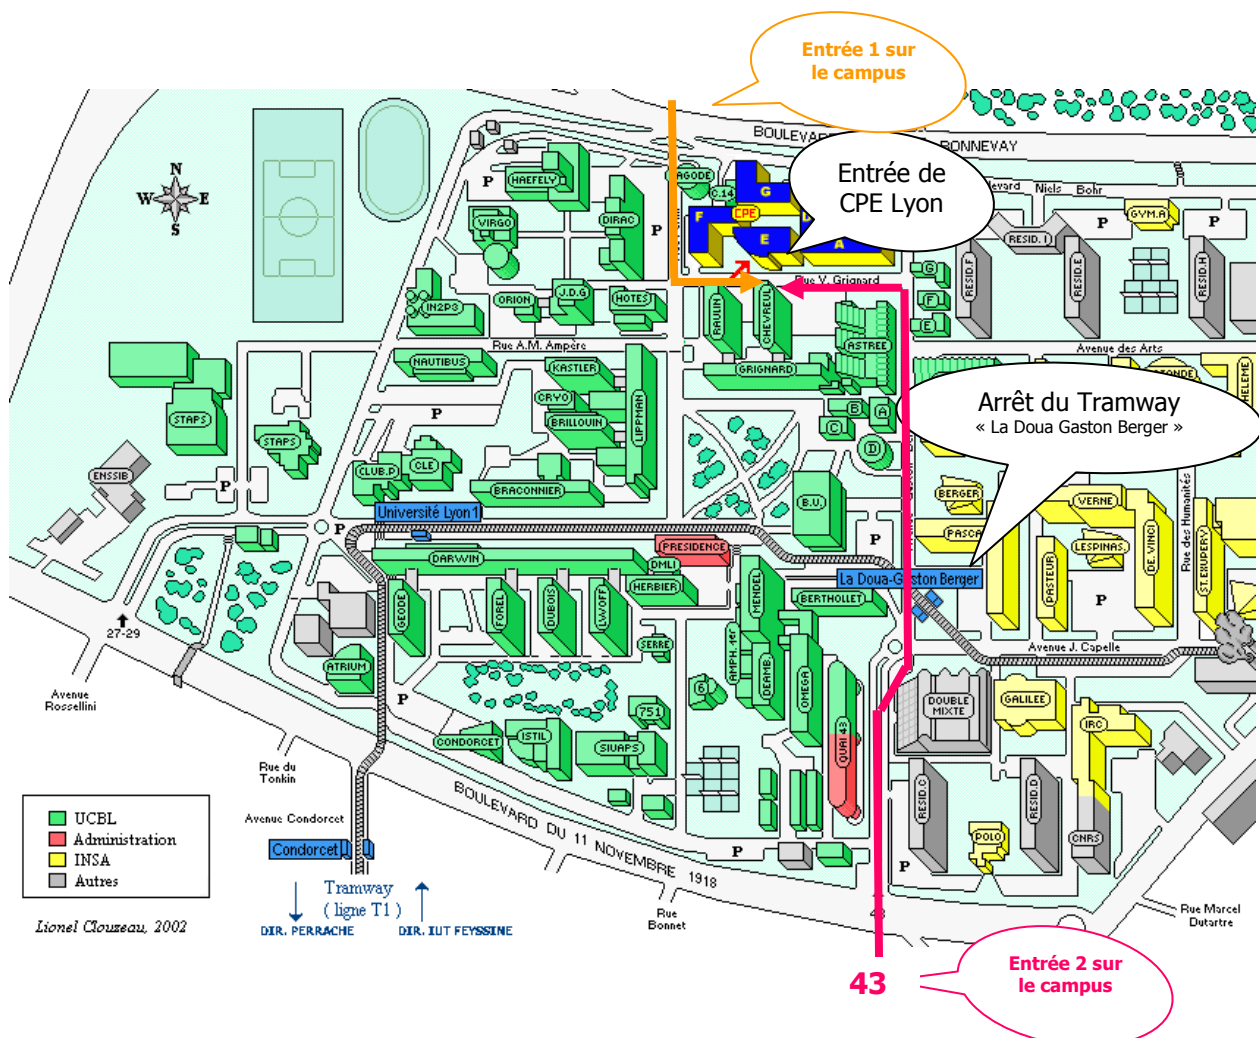 Entrée 1 sur
le campus
BOULEVARD
BONNEVAY
Entrée de
CPE Lyon
N
W E
S
P
HAEFELY
VIRGO
DIRAC
P
C.14
G
F
CPE
E
A
Niels Bohr
GYM.A
P
P
RESID. I
RESID.F
RESID.E
RESID.H
Rue V. Grignard
IN2P3
ORION
J.D.G
HOTES
RAULIN
CHEVREUL
ASTREE
G
F
E
Rue A.M. Ampère
Avenue des Arts
NAUTIBUS
KASTLER
GRIGNARD
CRYO
BRILLOUIN
LIPPMAN
P
STAPS
STAPS
B
A
C
D
Arrêt du Tramway
« La Doua Gaston Berger »
ENSSIB
P
CLUB.P
CLE
BRACONNIER
B.U.
BERGER
VERNE
Université Lyon 1
P
PRESIDENCE
P
LESPINAS.
DE.VINCI
Rue des Humanités
ST.EXUPERY
DARWIN
DMLI
HERBIER
MENDEL
La Doua-Gaston Berger
BERTHOLLET
PASTEUR
P
GEODE
FOREL
DUBOIS
LWOFF
SERRE
AMPH. 1er
DEAMB.
OMEGA
Avenue J. Capelle
27-29
ATRIUM
P
6
751
Avenue
Rossellini
CONDORCET
ISTIL
SIUAPS
QUAI 43
DOUBLE
MIXTE
GALILEE
IRC
Rue du
Tonkin
RESID.C
RESID.D
BOULEVARD DU 11 NOVEMBRE 1918
P
P
POLO
CNRS
UCBL
Administration
INSA
Autres
Avenue Condorcet
Condorcet
Tramway
( ligne T1 )
DIR. PERRACHE
DIR. IUT FEYSSINE
Lionel Clouzeau, 2002
Rue
Bonnet
Rue Marcel
Dutartre
43
Entrée 2 sur
le campus